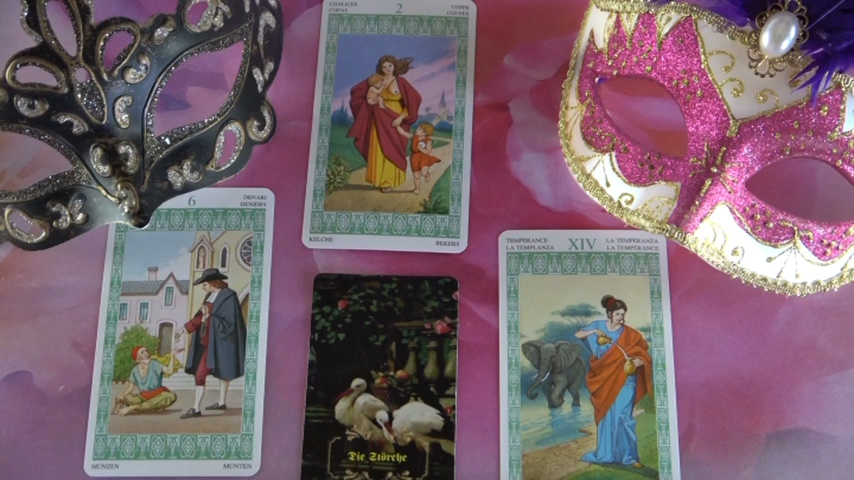 CHALICES
COPAS
2
COPPE
COUPES
KELCHE
BEKERS
6
DENARI
DENIERS
MÜNZEN
MUNTEN
TEMPERANCE
LA TEMPLANZA
XIV
LA TEMPERANZA
LA TEMPÉRANCE
Die Störche